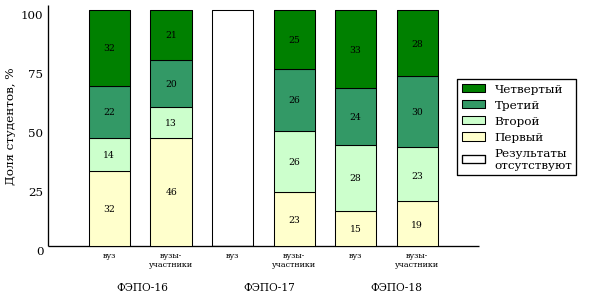 Доля студентов, %
100
75
50
25
0
32
22
14
32
21
20
13
46
25
26
26
23
33
24
28
15
28
30
23
19
вуз
вузы-
участники
вуз
вузы-
участники
вуз
вузы-
участники
ФЭПО-16
ФЭПО-17
ФЭПО-18
Четвертый
Третий
Второй
Первый
Результаты
отсутствуют